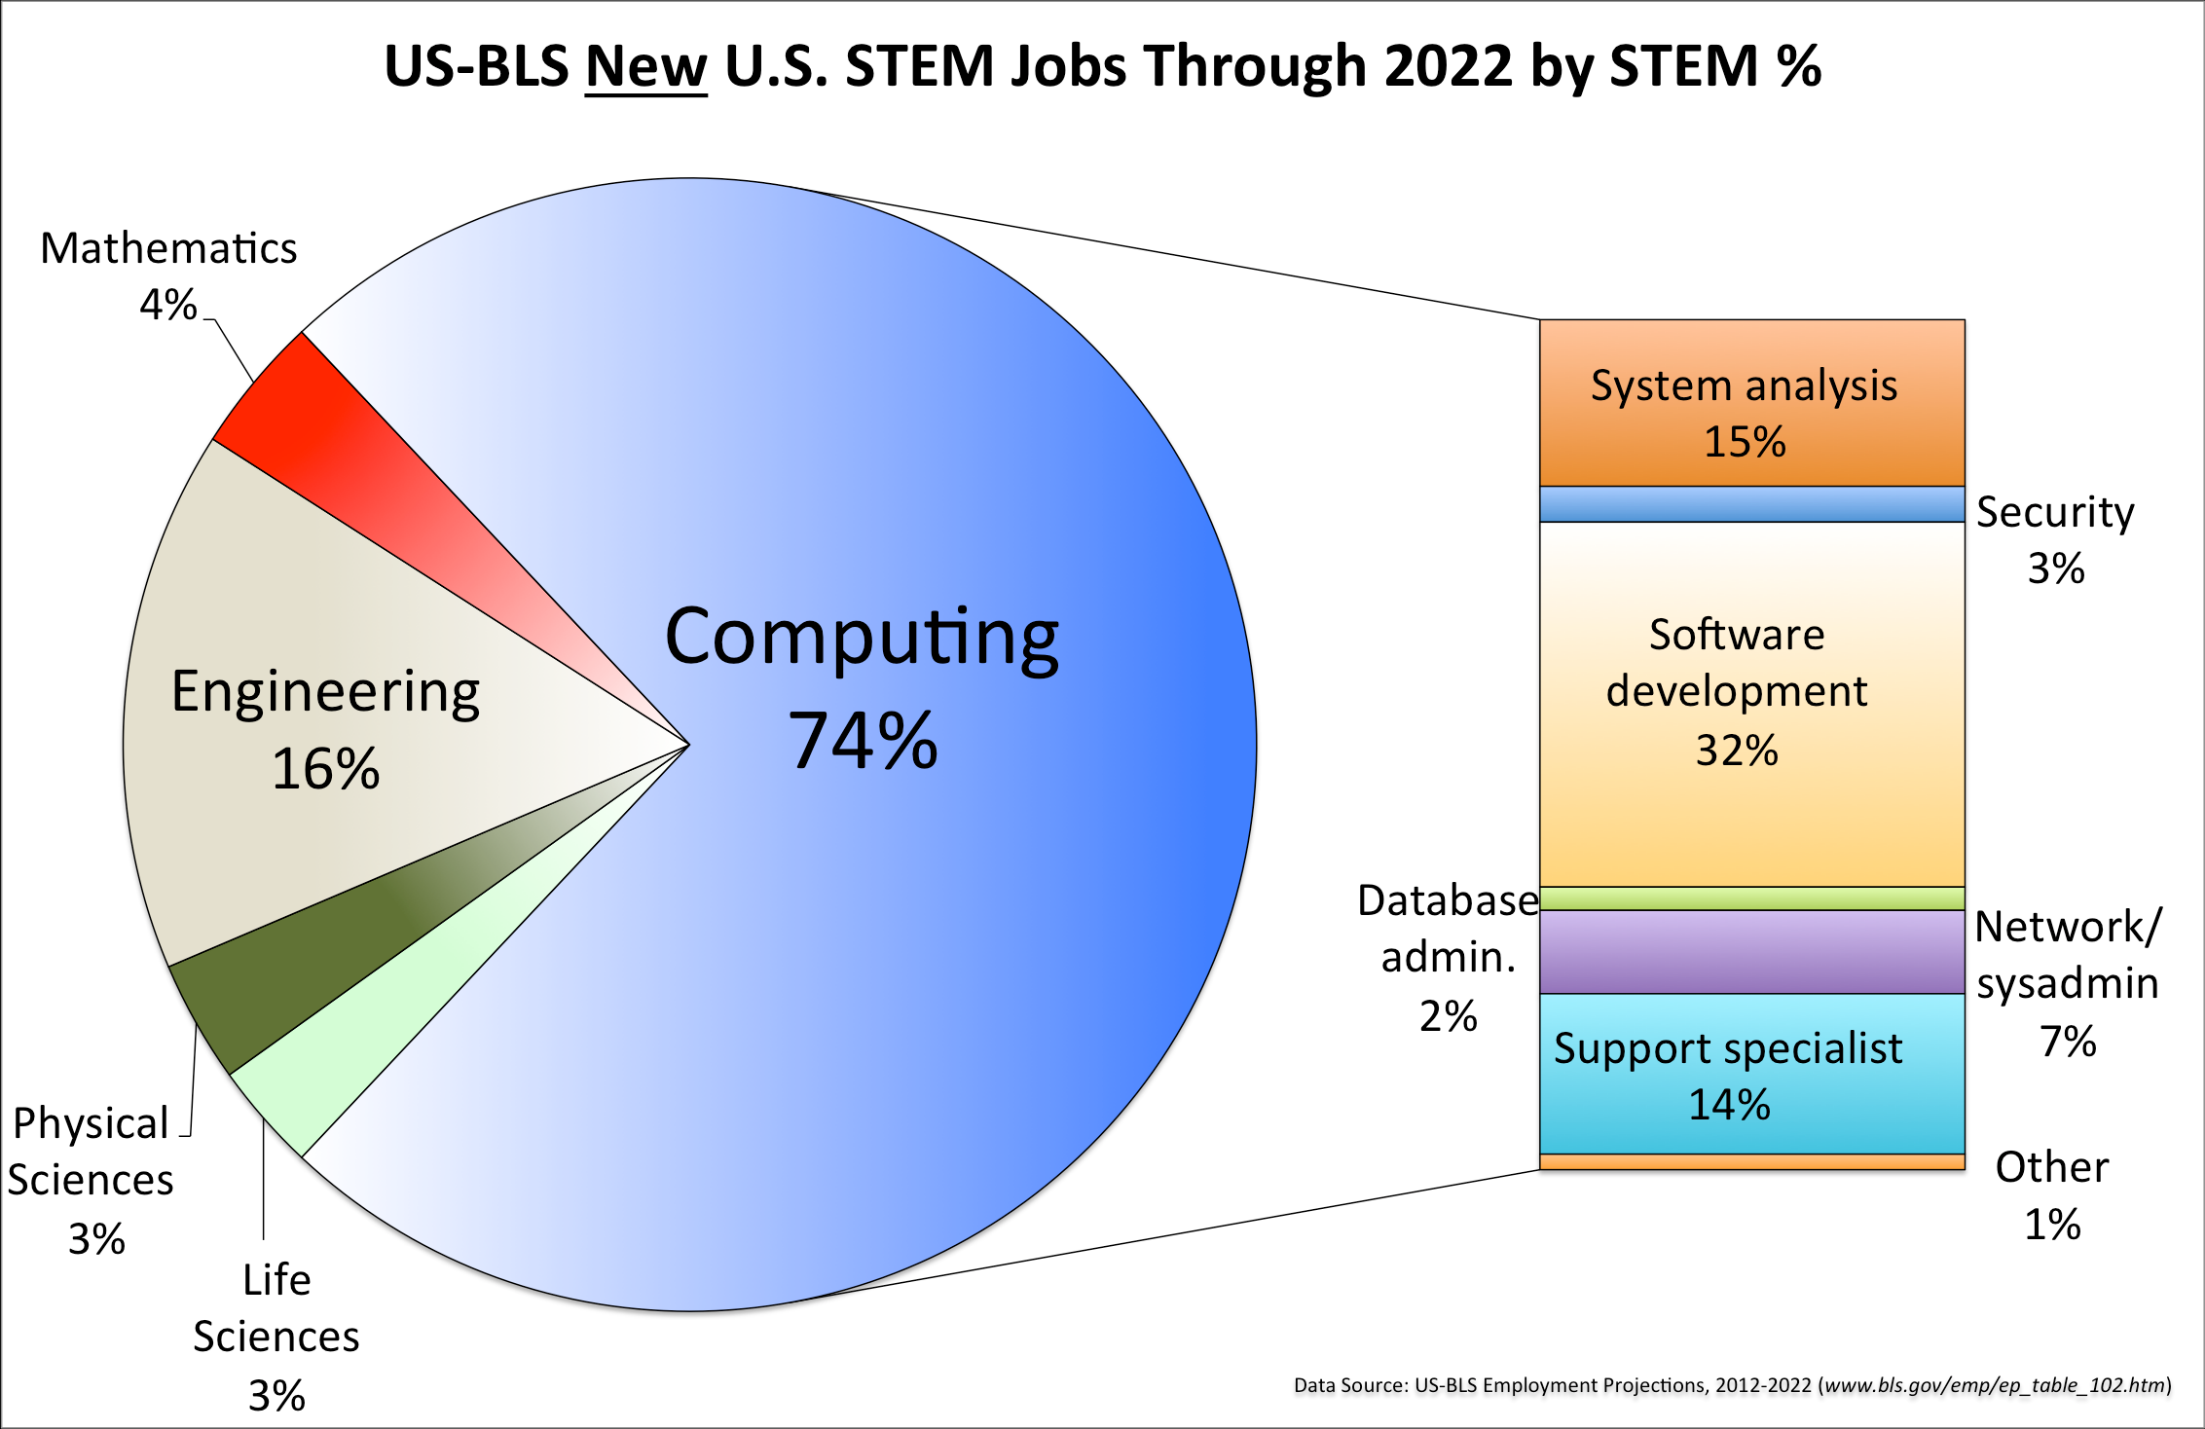 US-BLS New U.S. STEM Jobs Through 2022 by STEM %
Mathematics
4%
Engineering
16%
Computing
74%
Physical
Sciences
3%
Life
Sciences
3%
System analysis
15%
Security
3%
Software
development
32%
Database
admin.
2%
Network/
sysadmin
7%
Support specialist
14%
Other
1%
Data Source: US-BLS Employment Projections, 2012-2022 (www.bls.gov/emp/ep_table_102.htm)